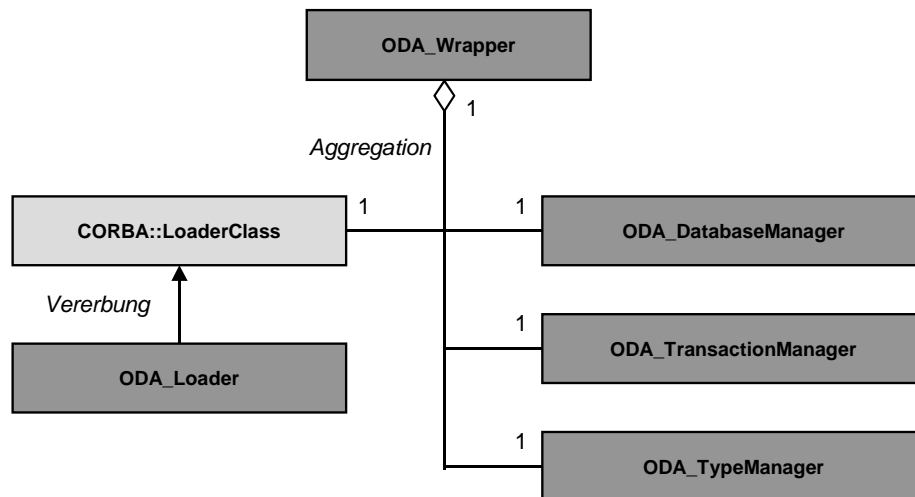 ODA_Wrapper
1
Aggregation
CORBA::LoaderClass
1
1
ODA_DatabaseManager
Vererbung
1
ODA_TransactionManager
ODA_Loader
1
ODA_TypeManager